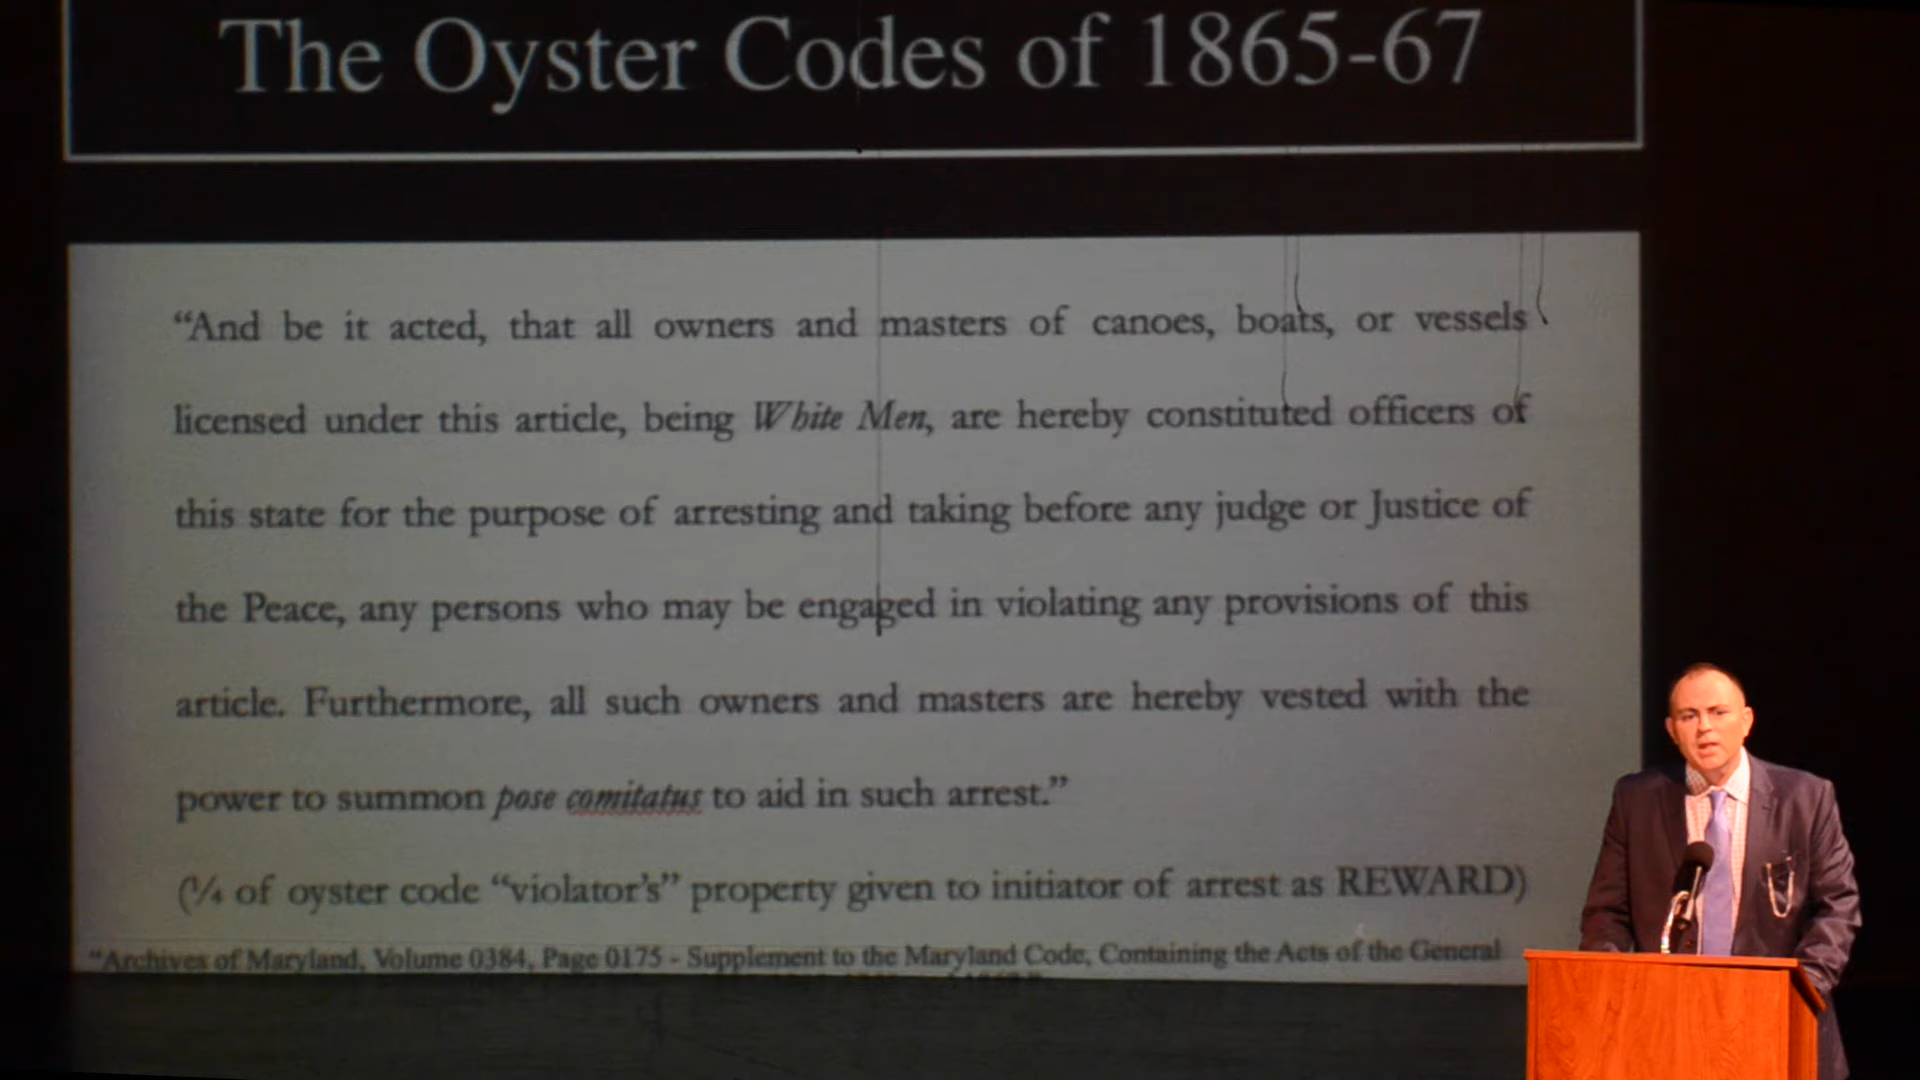 The Oyster Codes of 1865-67
“And be it acted, that all owners and masters of canoes, boats, or vessels
licensed under this article, being White Men, are hereby constituted officers of
this state for the purpose of arresting and taking before any judge or Justice of
the Peace, any persons who may be engaged in violating any provisions of this
article. Furthermore, all such owners and masters are hereby vested with the
power to summon pose comitatus to aid in such arrest.”
(¼ of oyster code “violator’s” property given to initiator of arrest as REWARD)
“Archives of Maryland, Volume 0384, Page 0175 - Supplement to the Maryland Code, Containing the Acts of the General